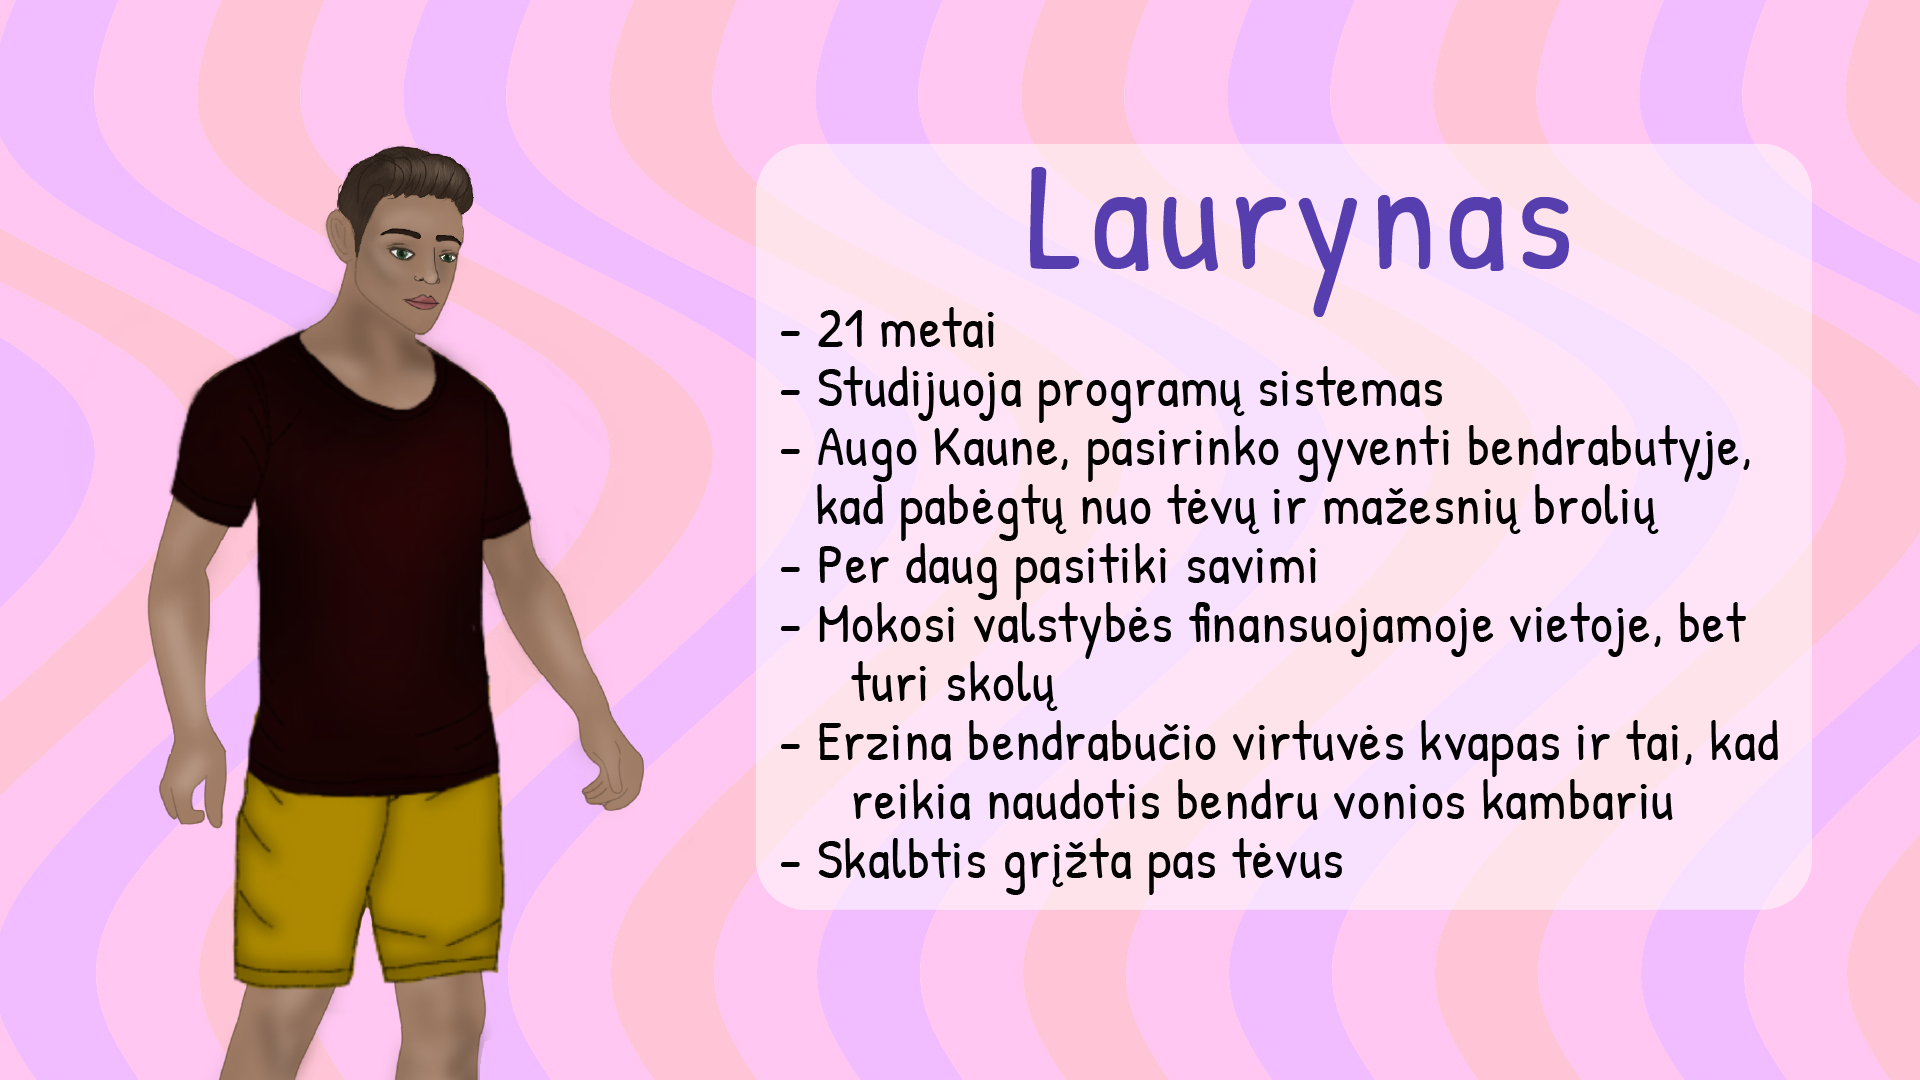 Laurynas
- 21 metai
- Studijuoja programų sistemas
- Augo Kaune, pasirinko gyventi bendrabutyje,
kad pabėgtų nuo tėvų ir mažesnių brolių
- Per daug pasitiki savimi
- Mokosi valstybės finansuojamoje vietoje, bet
turi skolų
- Erzina bendrabučio virtuvės kvapas ir tai, kad
reikia naudotis bendru vonios kambariu
- Skalbtis grįžta pas tėvus